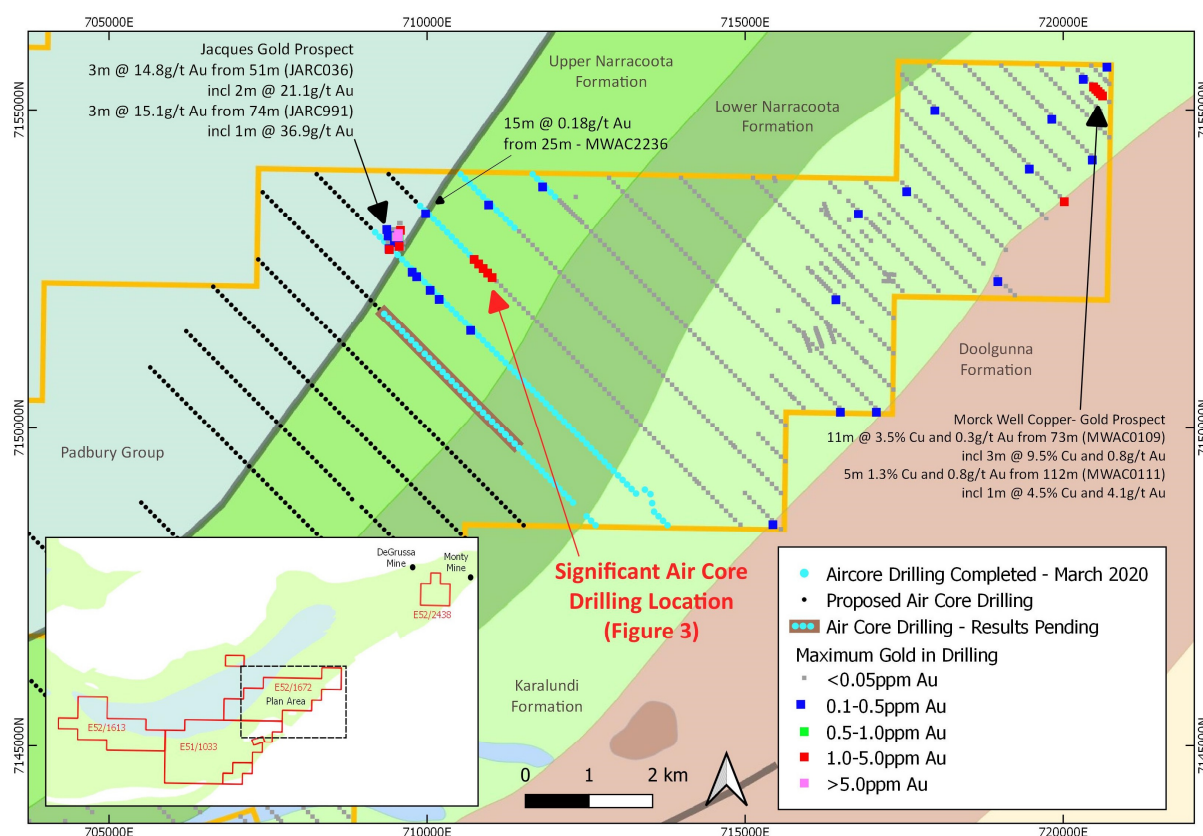 705000E
710000E
715000E
720000E
Jacques Gold Prospect
3m @ 14.8g/t Au from 51m (JARC036)
incl 2m @ 21.1g/t Au
3m @ 15.1g/t Au from 74m (JARC991)
incl 1m @ 36.9g/t Au
Upper Narracoota
Formation
Lower Narracoota
Formation
15m @ 0.18g/t Au
from 25m - MWAC2236
7155000N
7155000N
Doolgunna
Formation
Morck Well Copper- Gold Prospect
11m @ 3.5% Cu and 0.3g/t Au from 73m (MWAC0109)
incl 3m @ 9.5% Cu and 0.8g/t Au
5m 1.3% Cu and 0.8g/t Au from 112m (MWAC0111)
incl 1m @ 4.5% Cu and 4.1g/t Au
7150000N
7150000N
Padbury Group
Significant Air Core
Drilling Location
(Figure 3)
Karalundi
Formation
DeGrussa
Mine
Monty
Mine
E52/2438
E52/1672
Plan Area
E52/1613
E51/1033
Aircore Drilling Completed - March 2020
Proposed Air Core Drilling
Air Core Drilling - Results Pending
Maximum Gold in Drilling
<0.05ppm Au
0.1-0.5ppm Au
0.5-1.0ppm Au
1.0-5.0ppm Au
>5.0ppm Au
0 1 2 km
7145000N
7145000N
705000E
710000E
715000E
720000E